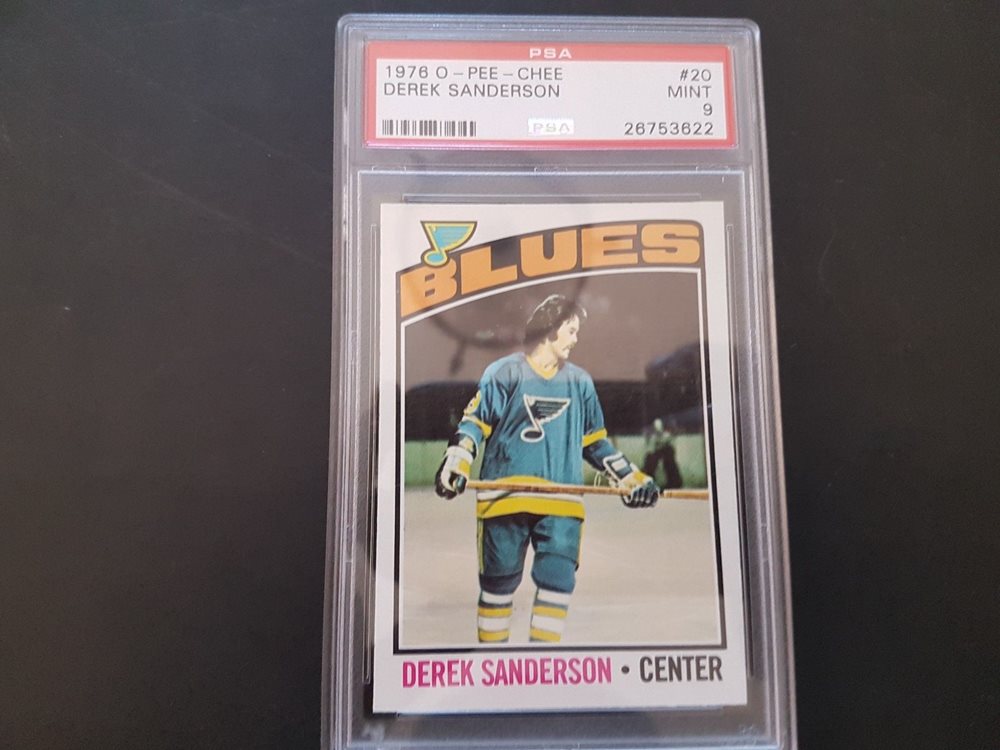 PSA
1976 O-PEE-CHEE #20
DEREK SANDERSON MINT
9
PSA 26753622
BLUES
DEREK SANDERSON • CENTER